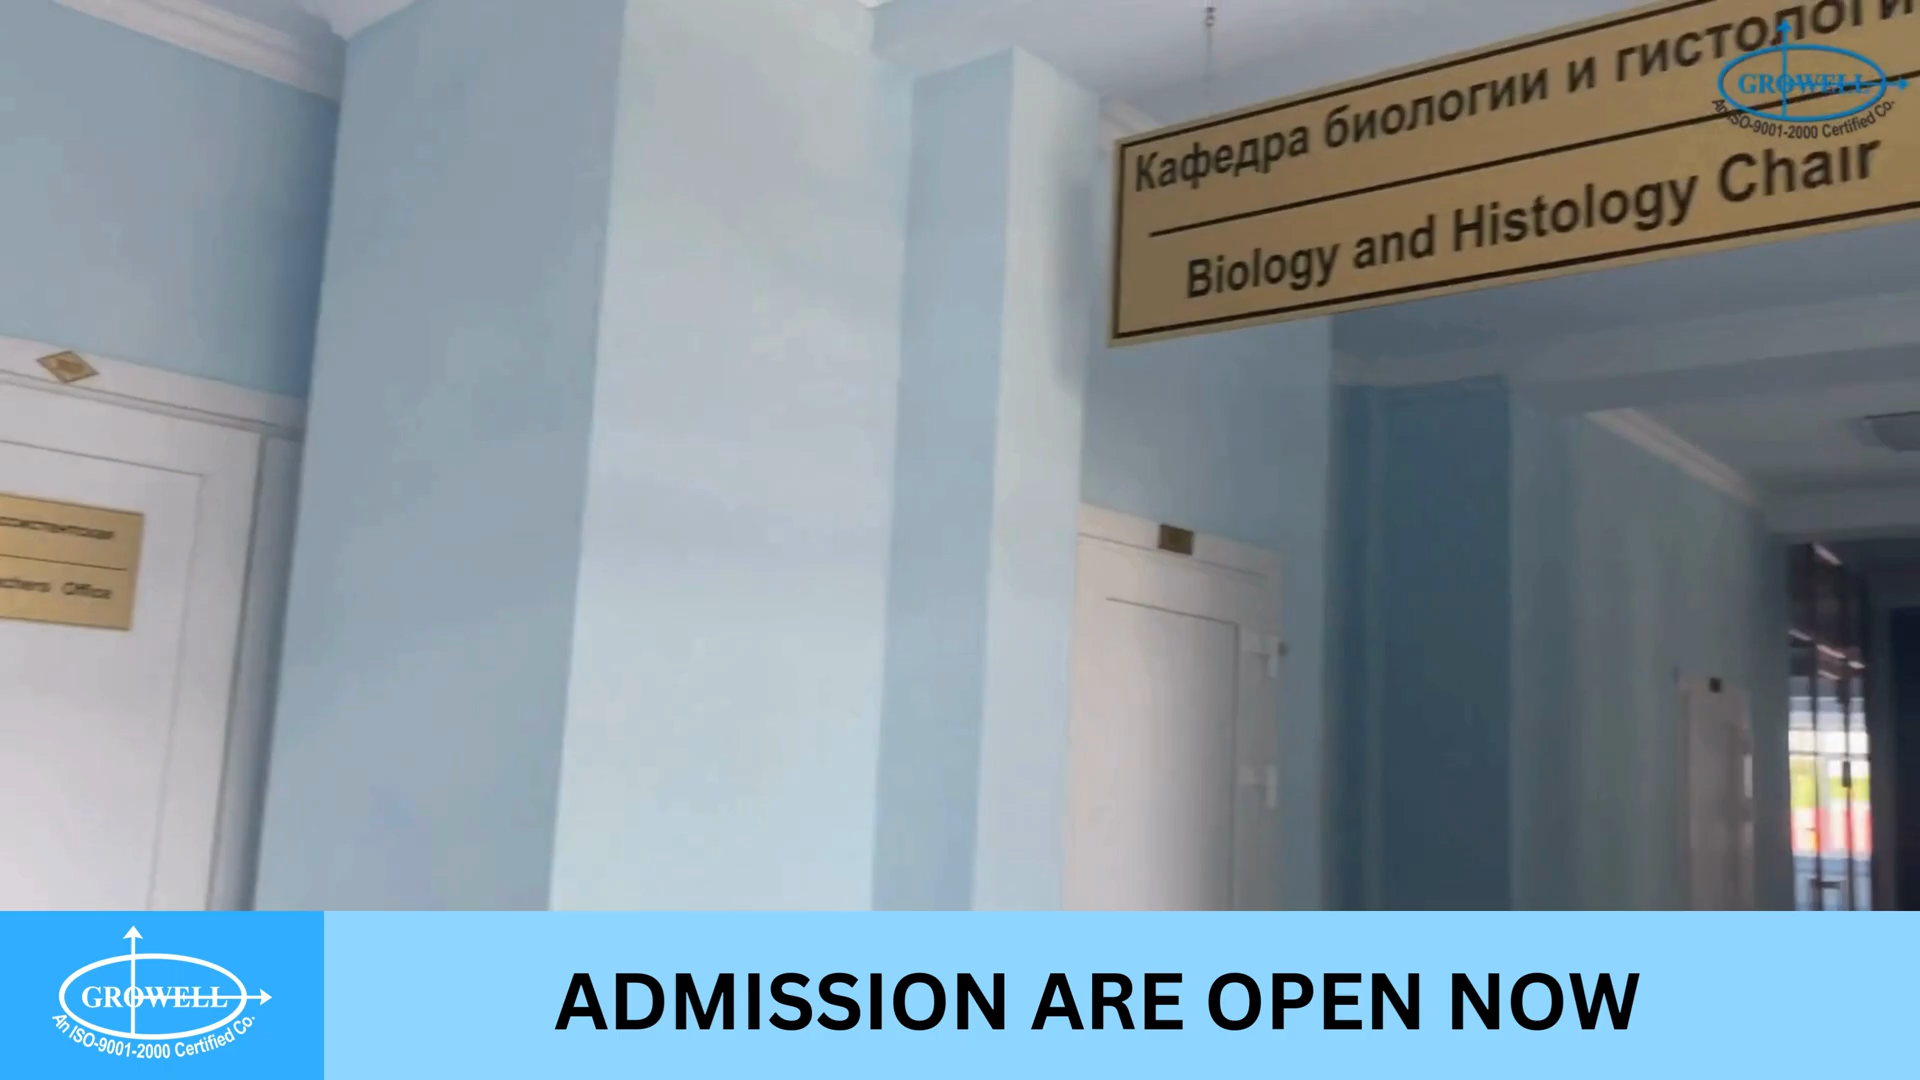 Кафедра биологии и гистологи
Biology and Histology Chair
GROWELL
An ISO-9001-2000 Certified Co.
Office
GROWELL
An ISO-9001-2000 Certified Co.
ADMISSION ARE OPEN NOW